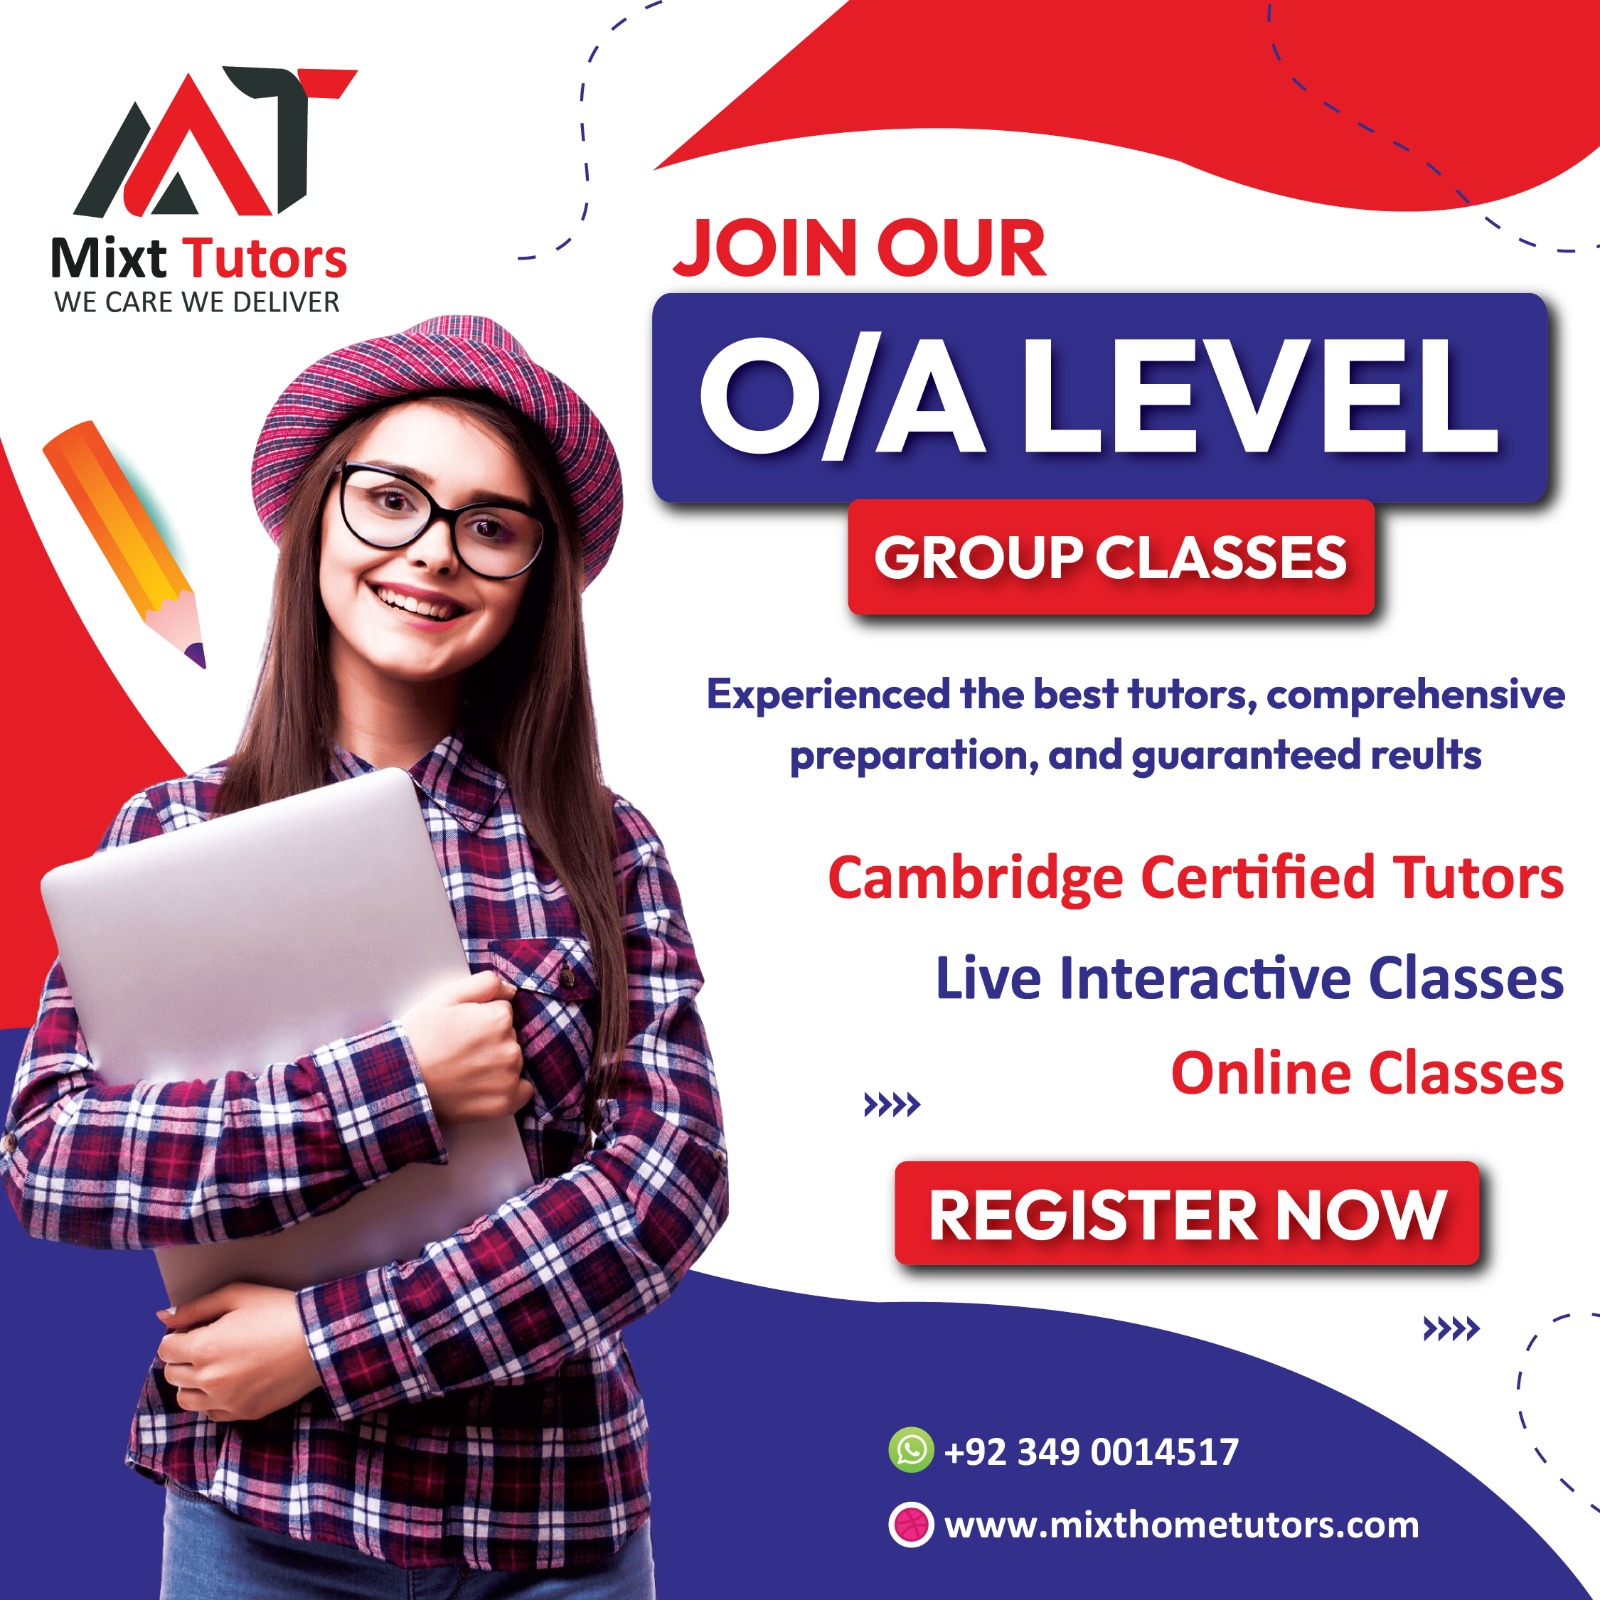 Mixt Tutors
WE CARE WE DELIVER
JOIN OUR
O/A LEVEL
GROUP CLASSES
Experienced the best tutors, comprehensive
preparation, and guaranteed reults
Cambridge Certified Tutors
Live Interactive Classes
Online Classes
REGISTER NOW
+92 349 0014517
www.mixthometutors.com